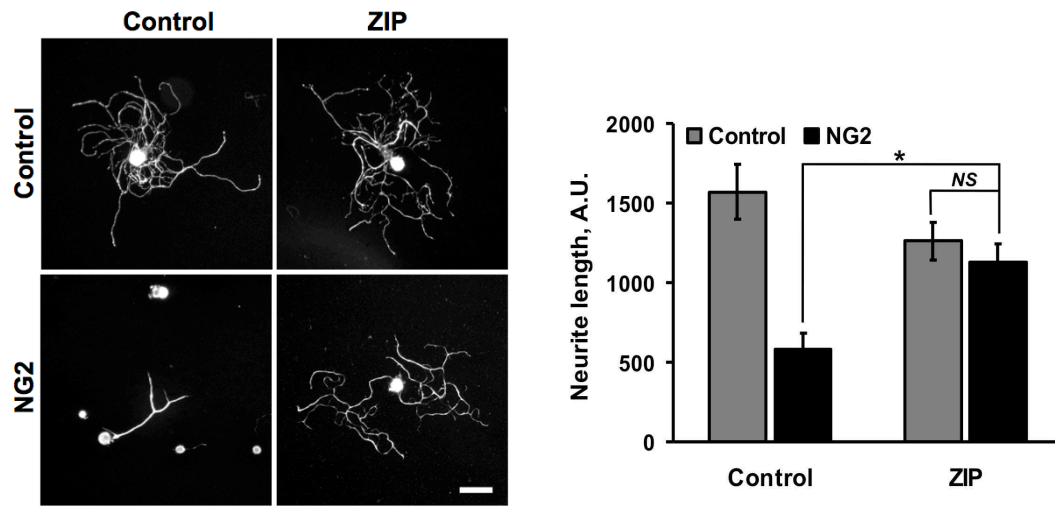 Control ZIP
Control
NG2
Neurite length, A.U.
2000
1500
1000
500
0
Control NG2
*
NS
Control ZIP